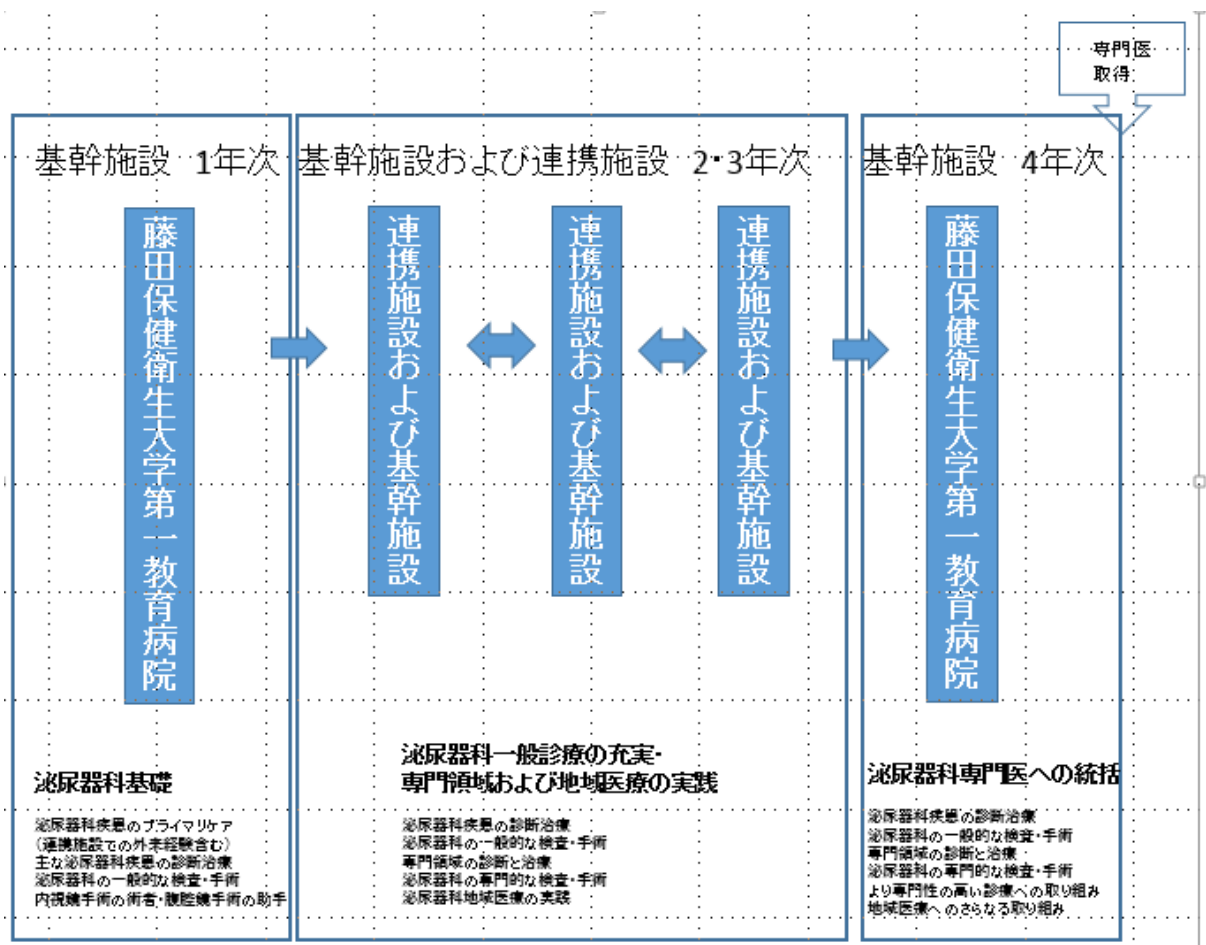 専門医
取得
基幹施設 1年次
藤田保健衛生大学第一教育病院
泌尿器科基礎
泌尿器科疾患のプライマリケア
(連携施設での外来経験含む)
主な泌尿器科疾患の診断治療
泌尿器科の一般的な検査・手術
内視鏡手術の術者・腹腔鏡手術の助手
基幹施設および連携施設 2・3年次
連携施設および基幹施設
連携施設および基幹施設
連携施設および基幹施設
泌尿器科一般診療の充実・
専門領域および地域医療の実践
泌尿器科疾患の診断治療
泌尿器科の一般的な検査・手術
専門領域の診断と治療
泌尿器科の専門的な検査・手術
泌尿器科地域医療の実践
基幹施設 4年次
藤田保健衛生大学第一教育病院
泌尿器科専門医への統括
泌尿器科疾患の診断治療
泌尿器科の一般的な検査・手術
専門領域の診断と治療
泌尿器科の専門的な検査・手術
より専門性の高い診療への取り組み
地域医療へのさらなる取り組み